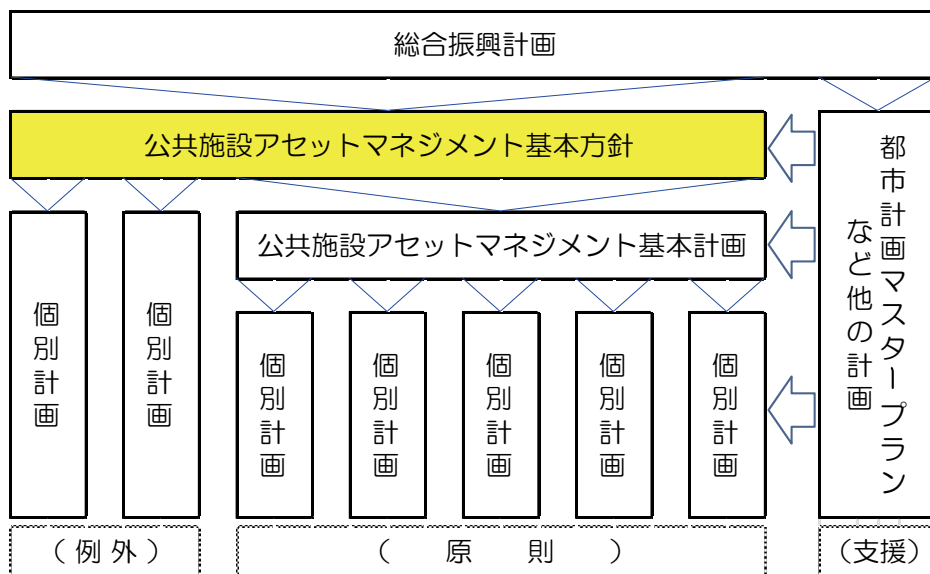 総合振興計画
公共施設アセットマネジメント基本方針
都市計画マスタープラン
など他の計画
公共施設アセットマネジメント基本計画
個別計画
個別計画
個別計画
個別計画
個別計画
個別計画
個別計画
（例外）
（　原　則　）
（支援）